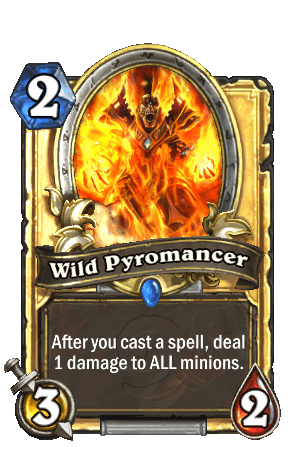 2
Wild Pyromancer
After you cast a spell, deal
1 damage to ALL minions.
3
2